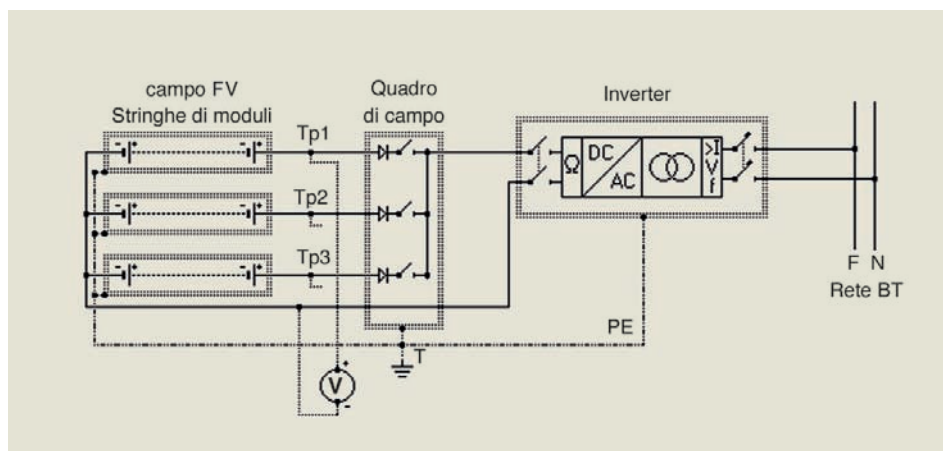 campo FV
Stringhe di moduli
Quadro
di campo
Inverter
Tp1
Tp2
Tp3
Ω
DC
AC
>I
V
f
F N
Rete BT
PE
T
V